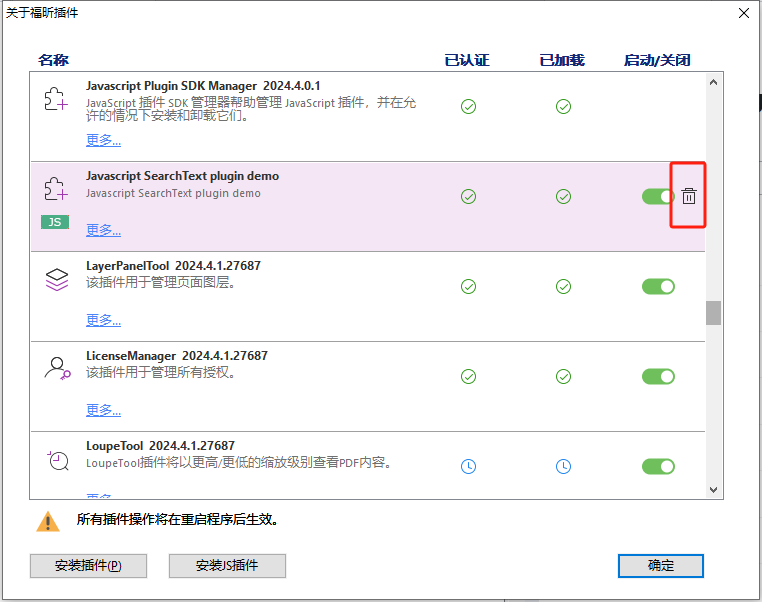 关于福昕插件
名称 已认证 已加载 启动/关闭
Javascript Plugin SDK Manager 2024.4.0.1
JavaScript 插件 SDK 管理器帮助管理 JavaScript 插件，并在允
许的情况下安装和卸载它们。
更多...
Javascript SearchText plugin demo
Javascript SearchText plugin demo
JS
更多...
LayerPanelTool 2024.4.1.27687
该插件用于管理页面图层。
更多...
LicenseManager 2024.4.1.27687
该插件用于管理所有授权。
更多...
LoupeTool 2024.4.1.27687
LoupeTool插件将以更高/更低的缩放级别查看PDF内容。
更多...
所有插件操作将在重启程序后生效。
安装插件(P) 安装JS插件 确定